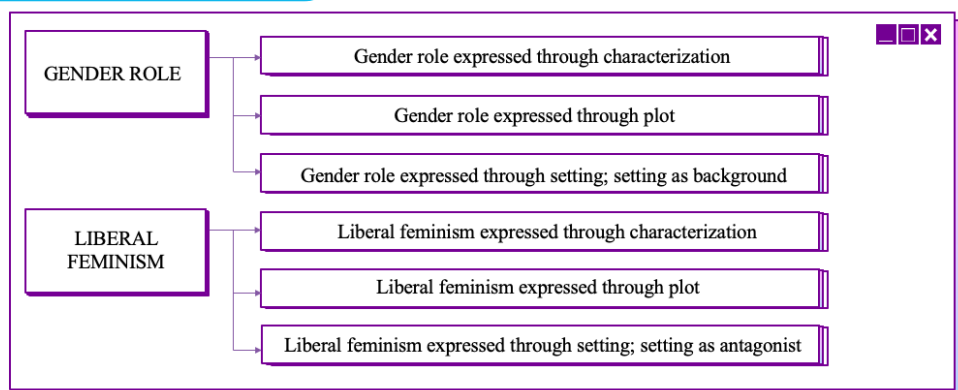 GENDER ROLE
Gender role expressed through characterization
Gender role expressed through plot
Gender role expressed through setting; setting as background
LIBERAL
FEMINISM
Liberal feminism expressed through characterization
Liberal feminism expressed through plot
Liberal feminism expressed through setting; setting as antagonist